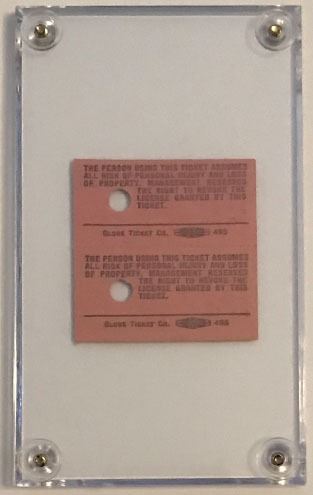 THE PERSON USING THIS TICKET ASSUMES
ALL RISK OF PERSONAL INJURY AND LOSS
OF PROPERTY. MANAGEMENT RESERVES
THE RIGHT TO REVOKE THE
LICENSE GRANTED BY THIS
TICKET.
GLOBE TICKET CO. 495
THE PERSON USING THIS TICKET ASSUMES
ALL RISK OF PERSONAL INJURY AND LOSS
OF PROPERTY. MANAGEMENT RESERVES
THE RIGHT TO REVOKE THE
LICENSE GRANTED BY THIS
TICKET.
GLOBE TICKET CO. 495